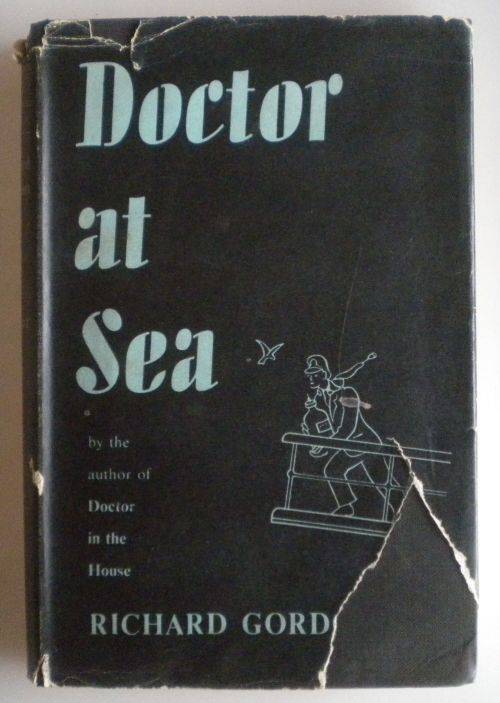 Doctor
at
Sea
by the
author of
Doctor
in the
House
RICHARD GORD